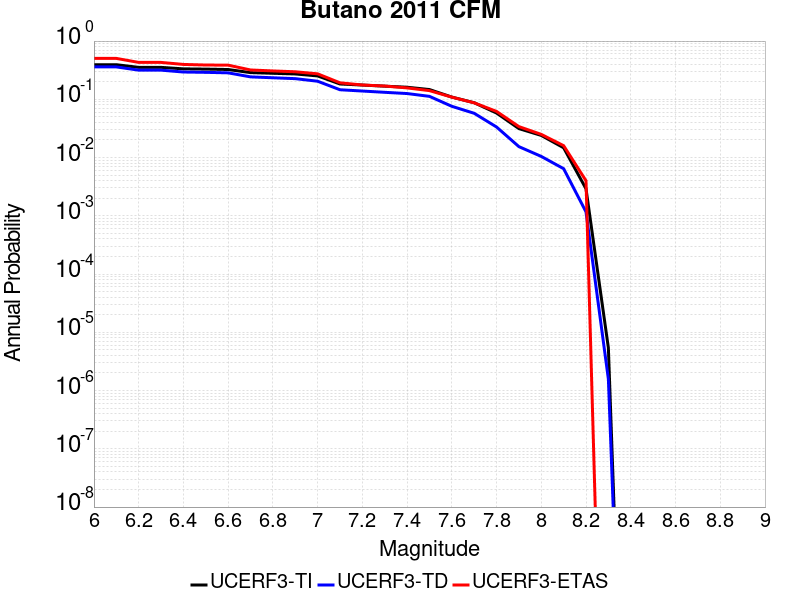 Butano 2011 CFM
Annual Probability
10^0
10^-1
10^-2
10^-3
10^-4
10^-5
10^-6
10^-7
10^-8
6 6.2 6.4 6.6 6.8 7 7.2 7.4 7.6 7.8 8 8.2 8.4 8.6 8.8 9
Magnitude
UCERF3-TI UCERF3-TD UCERF3-ETAS